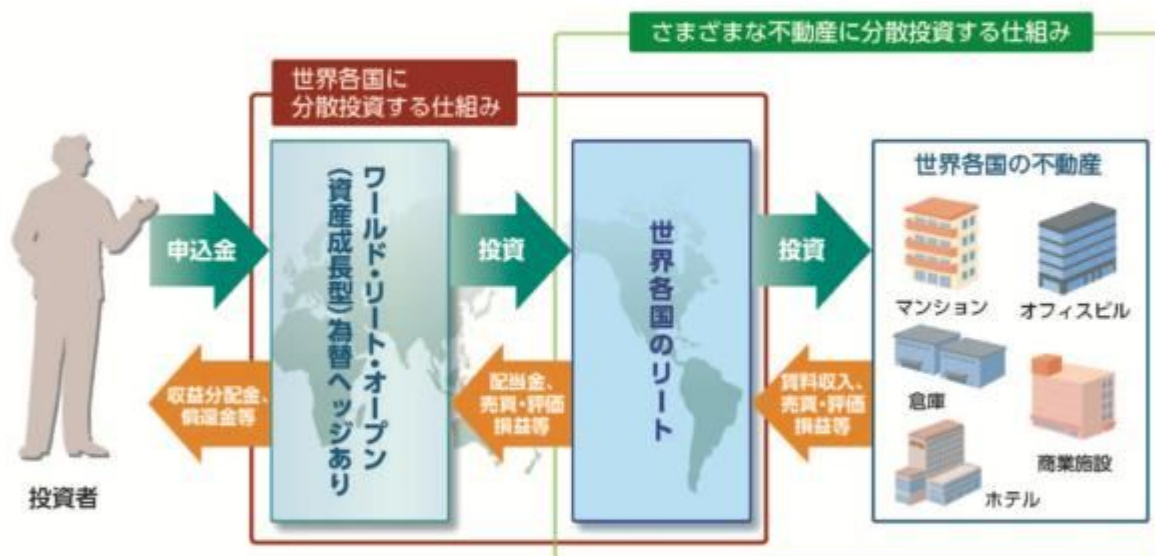 さまざまな不動産に分散投資する仕組み
世界各国に
分散投資する仕組み
投資者
申込金
収益分配金、
償還金等
ワールド・リート・オープン
(資産成長型)為替ヘッジあり
投資
配当金、
売買・評価
損益等
世界各国のリート
投資
賃料収入、
売買・評価
損益等
世界各国の不動産
マンション
オフィスビル
倉庫
商業施設
ホテル